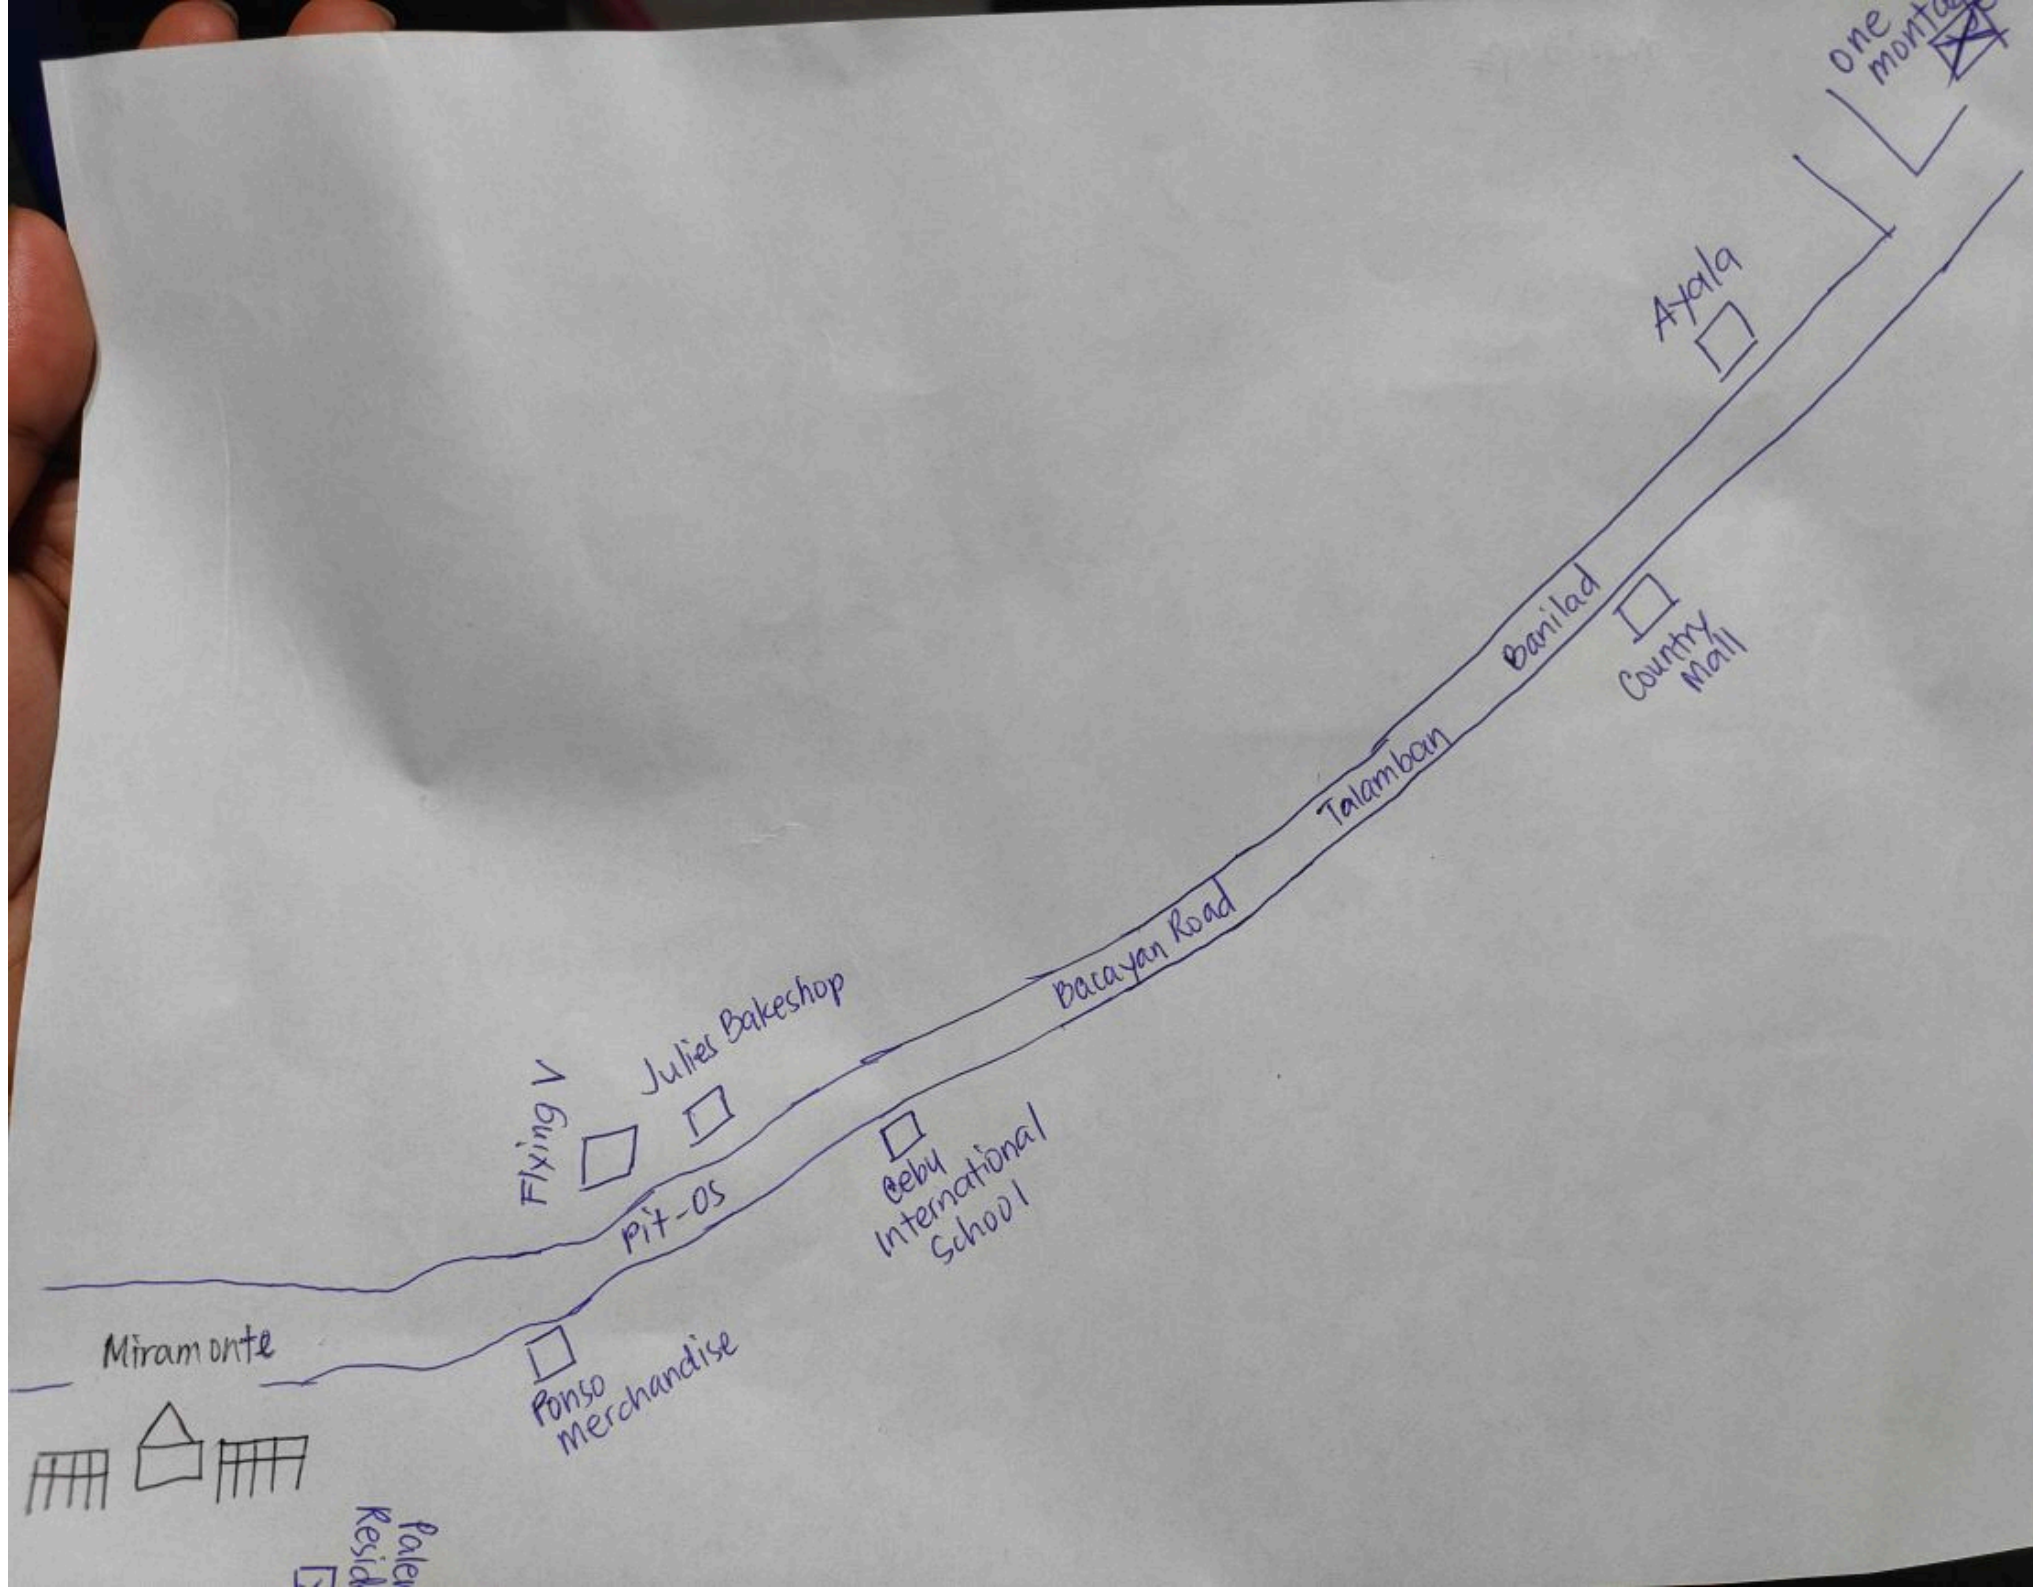 one
Ayala
Banilad
Country
Mall
Talamban
Bacayan Road
Julies Bakeshop
Flying V
Pit-OS
Cebu
International
School
Miramonte
Ponso
Merchandise